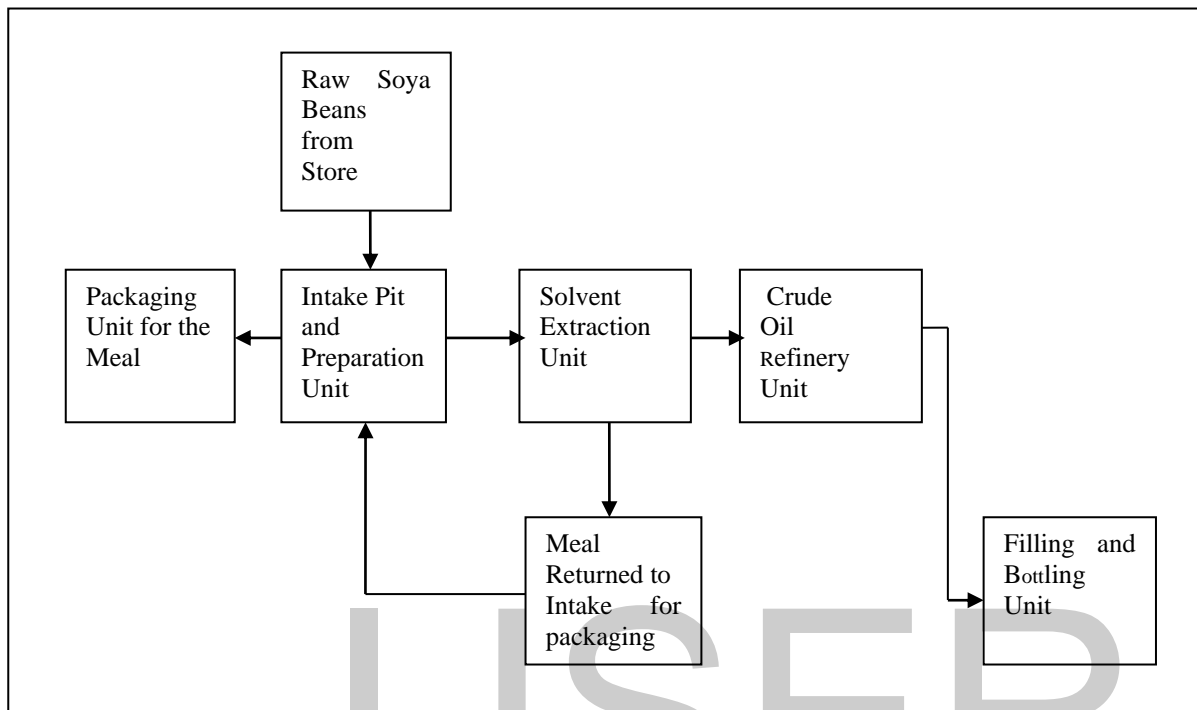 Raw Soya
Beans
from
Store
Packaging
Unit for the
Meal
Intake Pit
and
Preparation
Unit
Solvent
Extraction
Unit
Crude
Oil
Refinery
Unit
Meal
Returned to
Intake for
packaging
Filling and
Bottling
Unit
IJSER